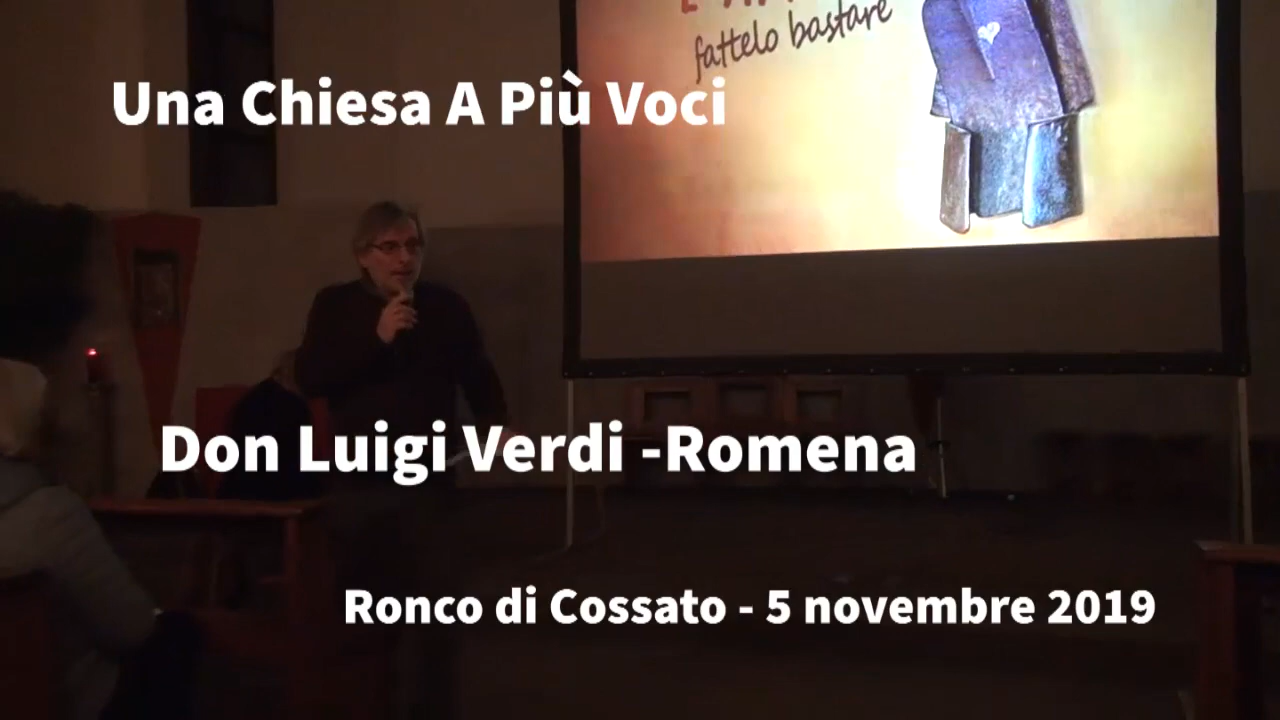 fattelo bastare
Una Chiesa A Più Voci
Don Luigi Verdi -Romena
Ronco di Cossato - 5 novembre 2019